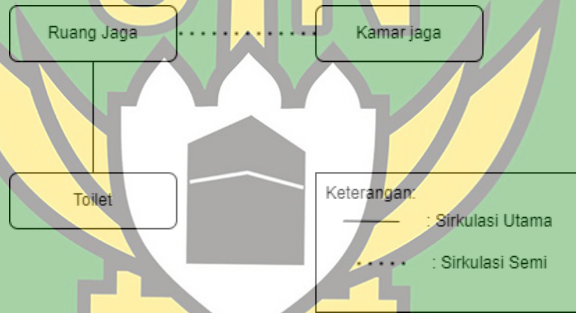 Ruang Jaga
Kamar jaga
Toilet
Keterangan:
: Sirkulasi Utama
: Sirkulasi Semi